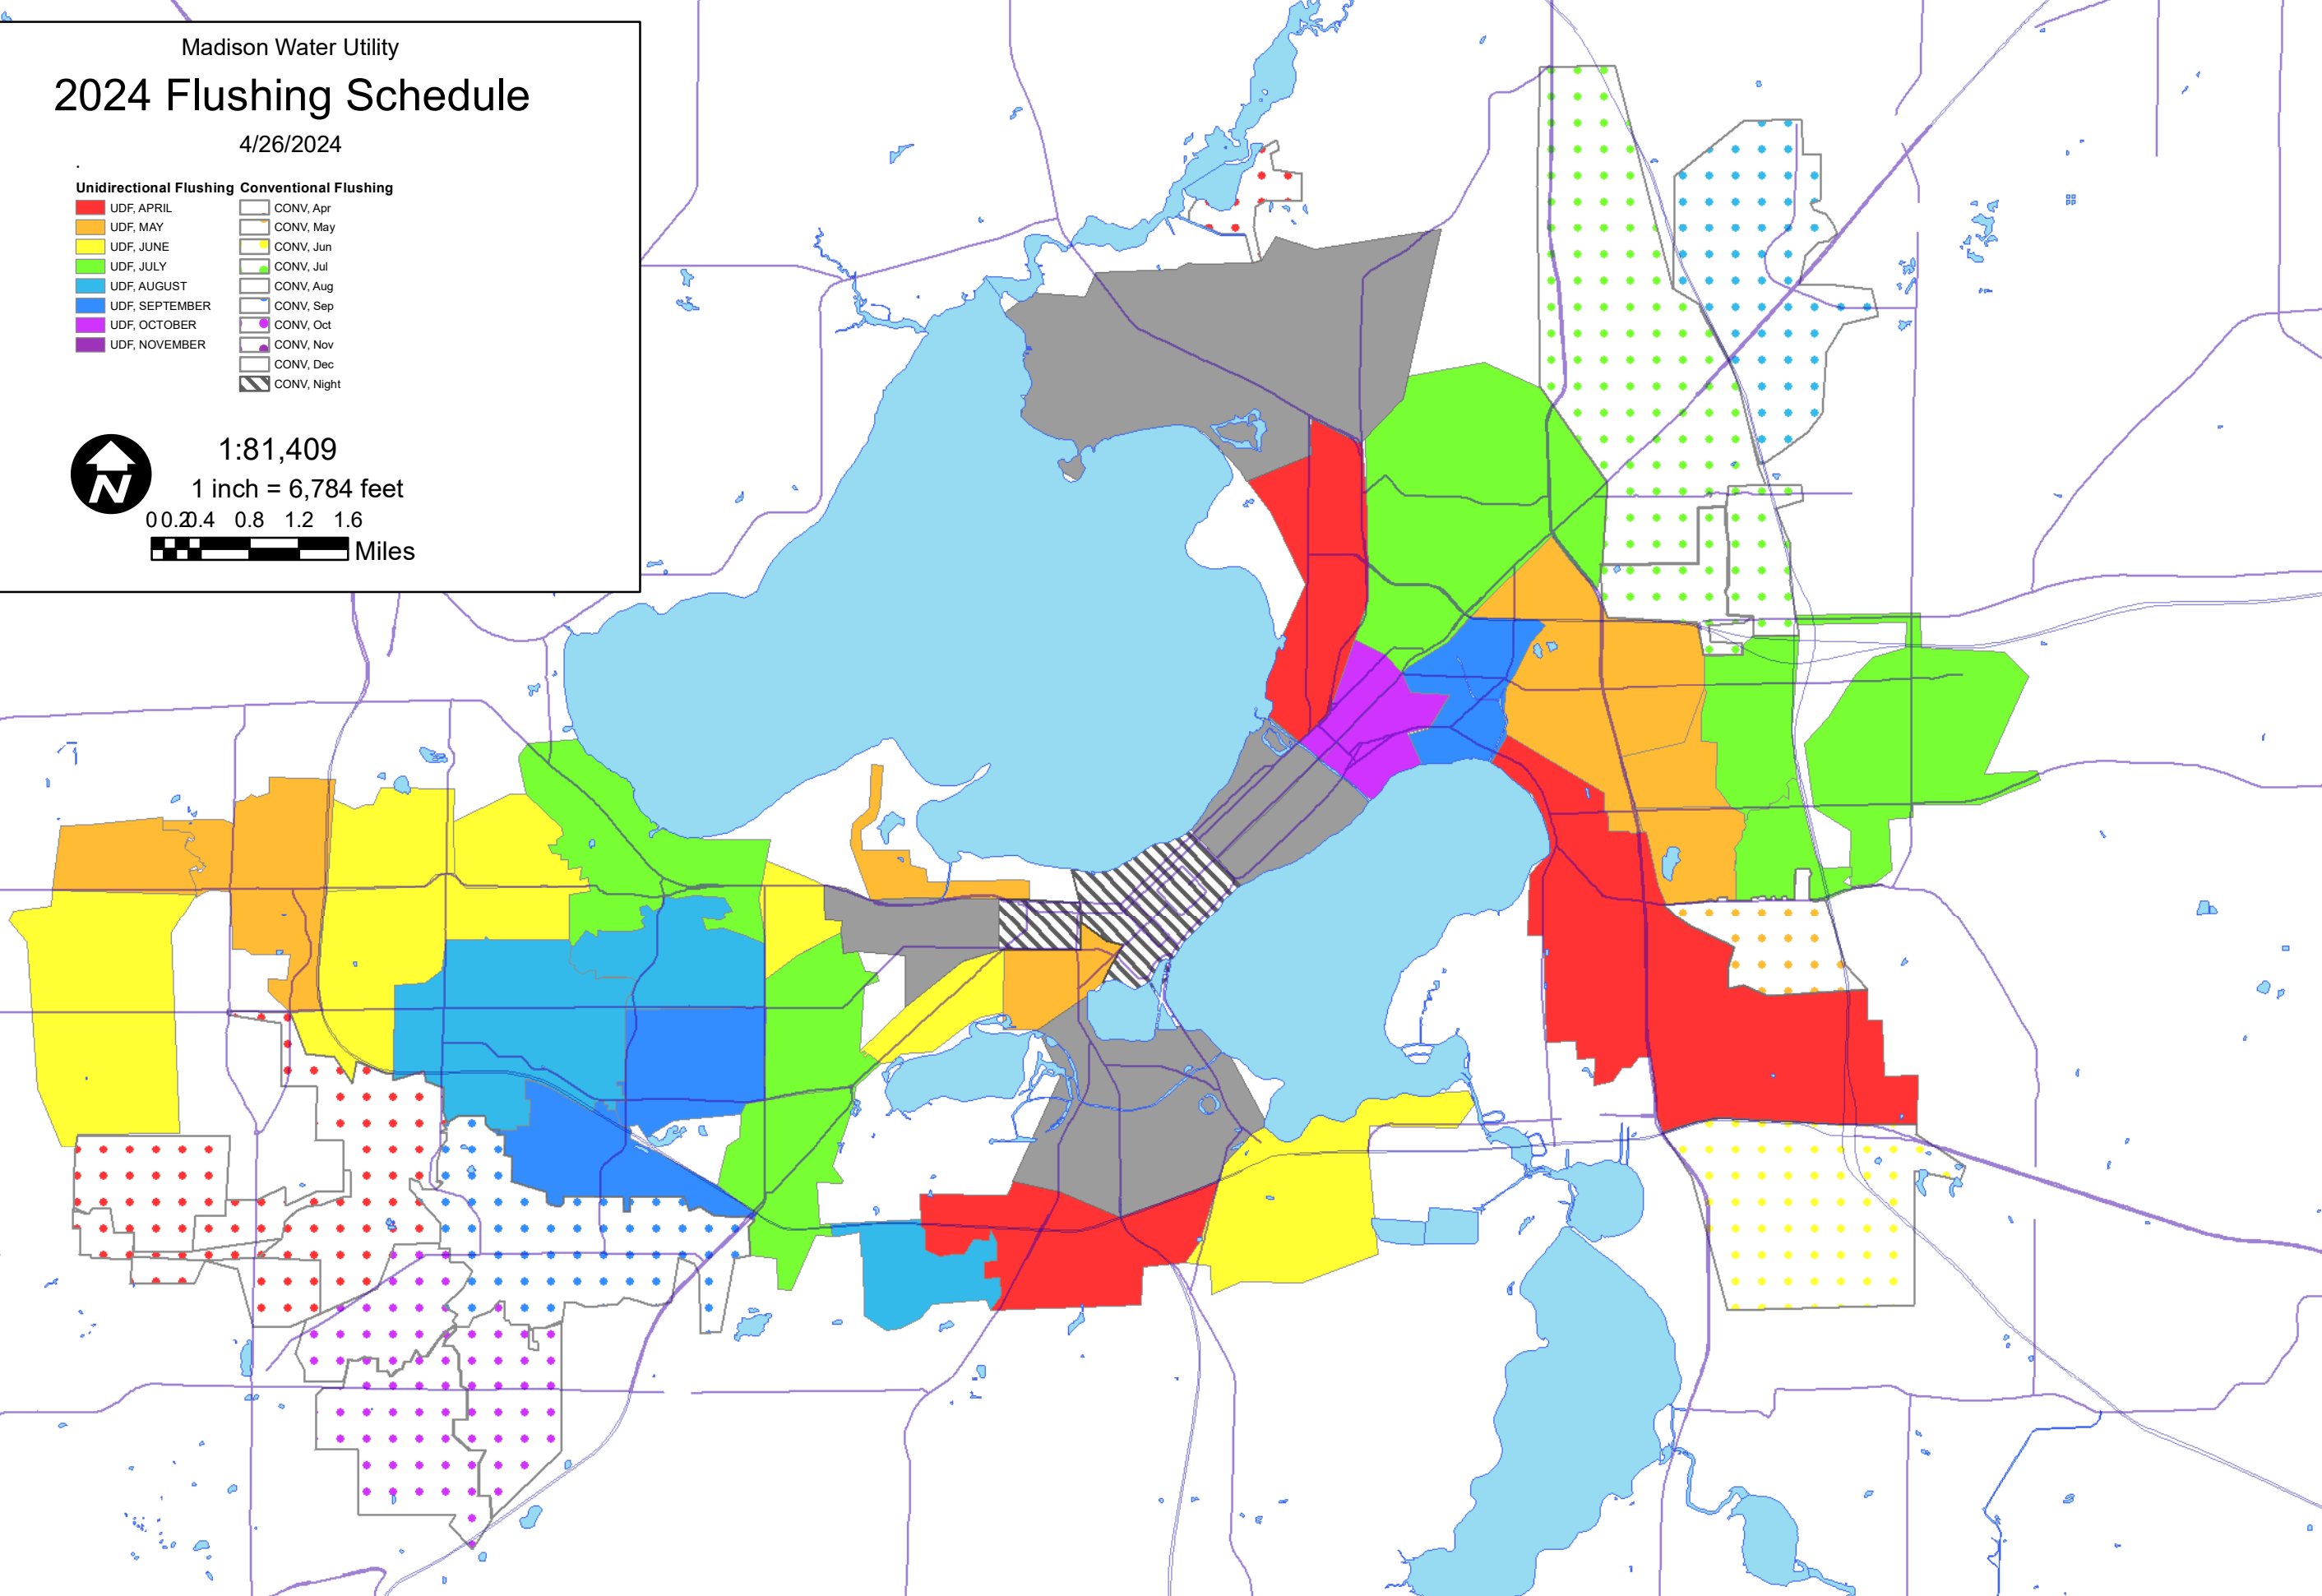 Madison Water Utility
2024 Flushing Schedule
4/26/2024
.
Unidirectional Flushing Conventional Flushing
UDF, APRIL CONV, Apr
UDF, MAY CONV, May
UDF, JUNE CONV, Jun
UDF, JULY CONV, Jul
UDF, AUGUST CONV, Aug
UDF, SEPTEMBER CONV, Sep
UDF, OCTOBER CONV, Oct
UDF, NOVEMBER CONV, Nov
CONV, Dec
CONV, Night
N
1:81,409
1 inch = 6,784 feet
0 0.2 0.4 0.8 1.2 1.6
Miles